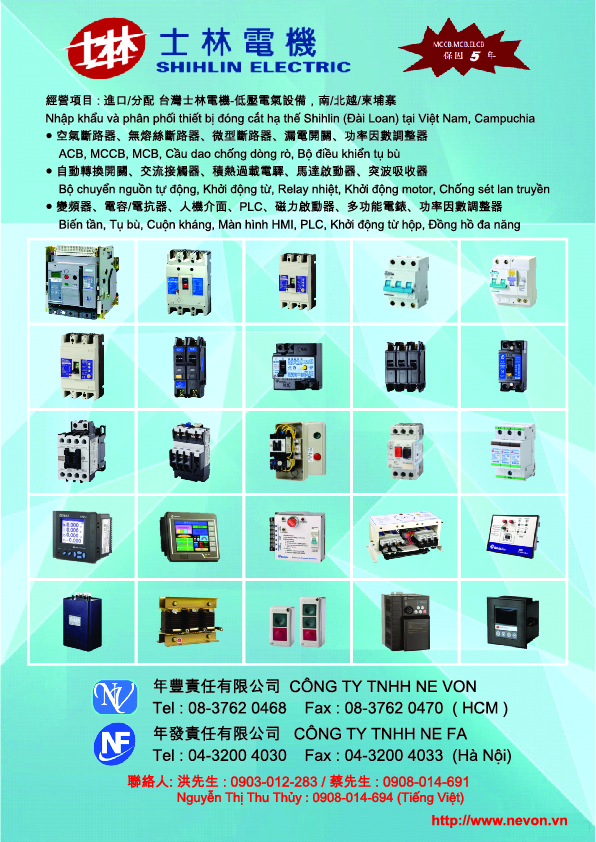 士林
士林電機
SHIHLIN ELECTRIC
MCCB.MCB.ELCB
保固 5 年
經營項目 : 進口/分配 台灣士林電機-低壓電氣設備 , 南/北越/柬埔寨
Nhập khẩu và phân phối thiết bị đóng cắt hạ thế Shihlin (Đài Loan) tại Việt Nam, Campuchia
● 空氣斷路器、無熔絲斷路器、微型斷路器、漏電開關、功率因數調整器
ACB, MCCB, MCB, Cầu dao chống dòng rò, Bộ điều khiển tụ bù
● 自動轉換開關、交流接觸器、積熱過載電驛、馬達啟動器、突波吸收器
Bộ chuyển nguồn tự động, Khởi động từ, Relay nhiệt, Khởi động motor, Chống sét lan truyền
● 變頻器、電容/電抗器、人機介面、PLC、磁力啟動器、多功能電錶、功率因數調整器
Biến tần, Tụ bù, Cuộn kháng, Màn hình HMI, PLC, Khởi động từ hộp, Đồng hồ đa năng
NV
年豐責任有限公司 CÔNG TY TNHH NE VON
Tel : 08-3762 0468 Fax : 08-3762 0470 ( HCM )
NF
年發責任有限公司 CÔNG TY TNHH NE FA
Tel : 04-3200 4030 Fax : 04-3200 4033 (Hà Nội)
聯絡人: 洪先生 : 0903-012-283 / 蔡先生 : 0908-014-691
Nguyễn Thị Thu Thủy : 0908-014-694 (Tiếng Việt)
http://www.nevon.vn